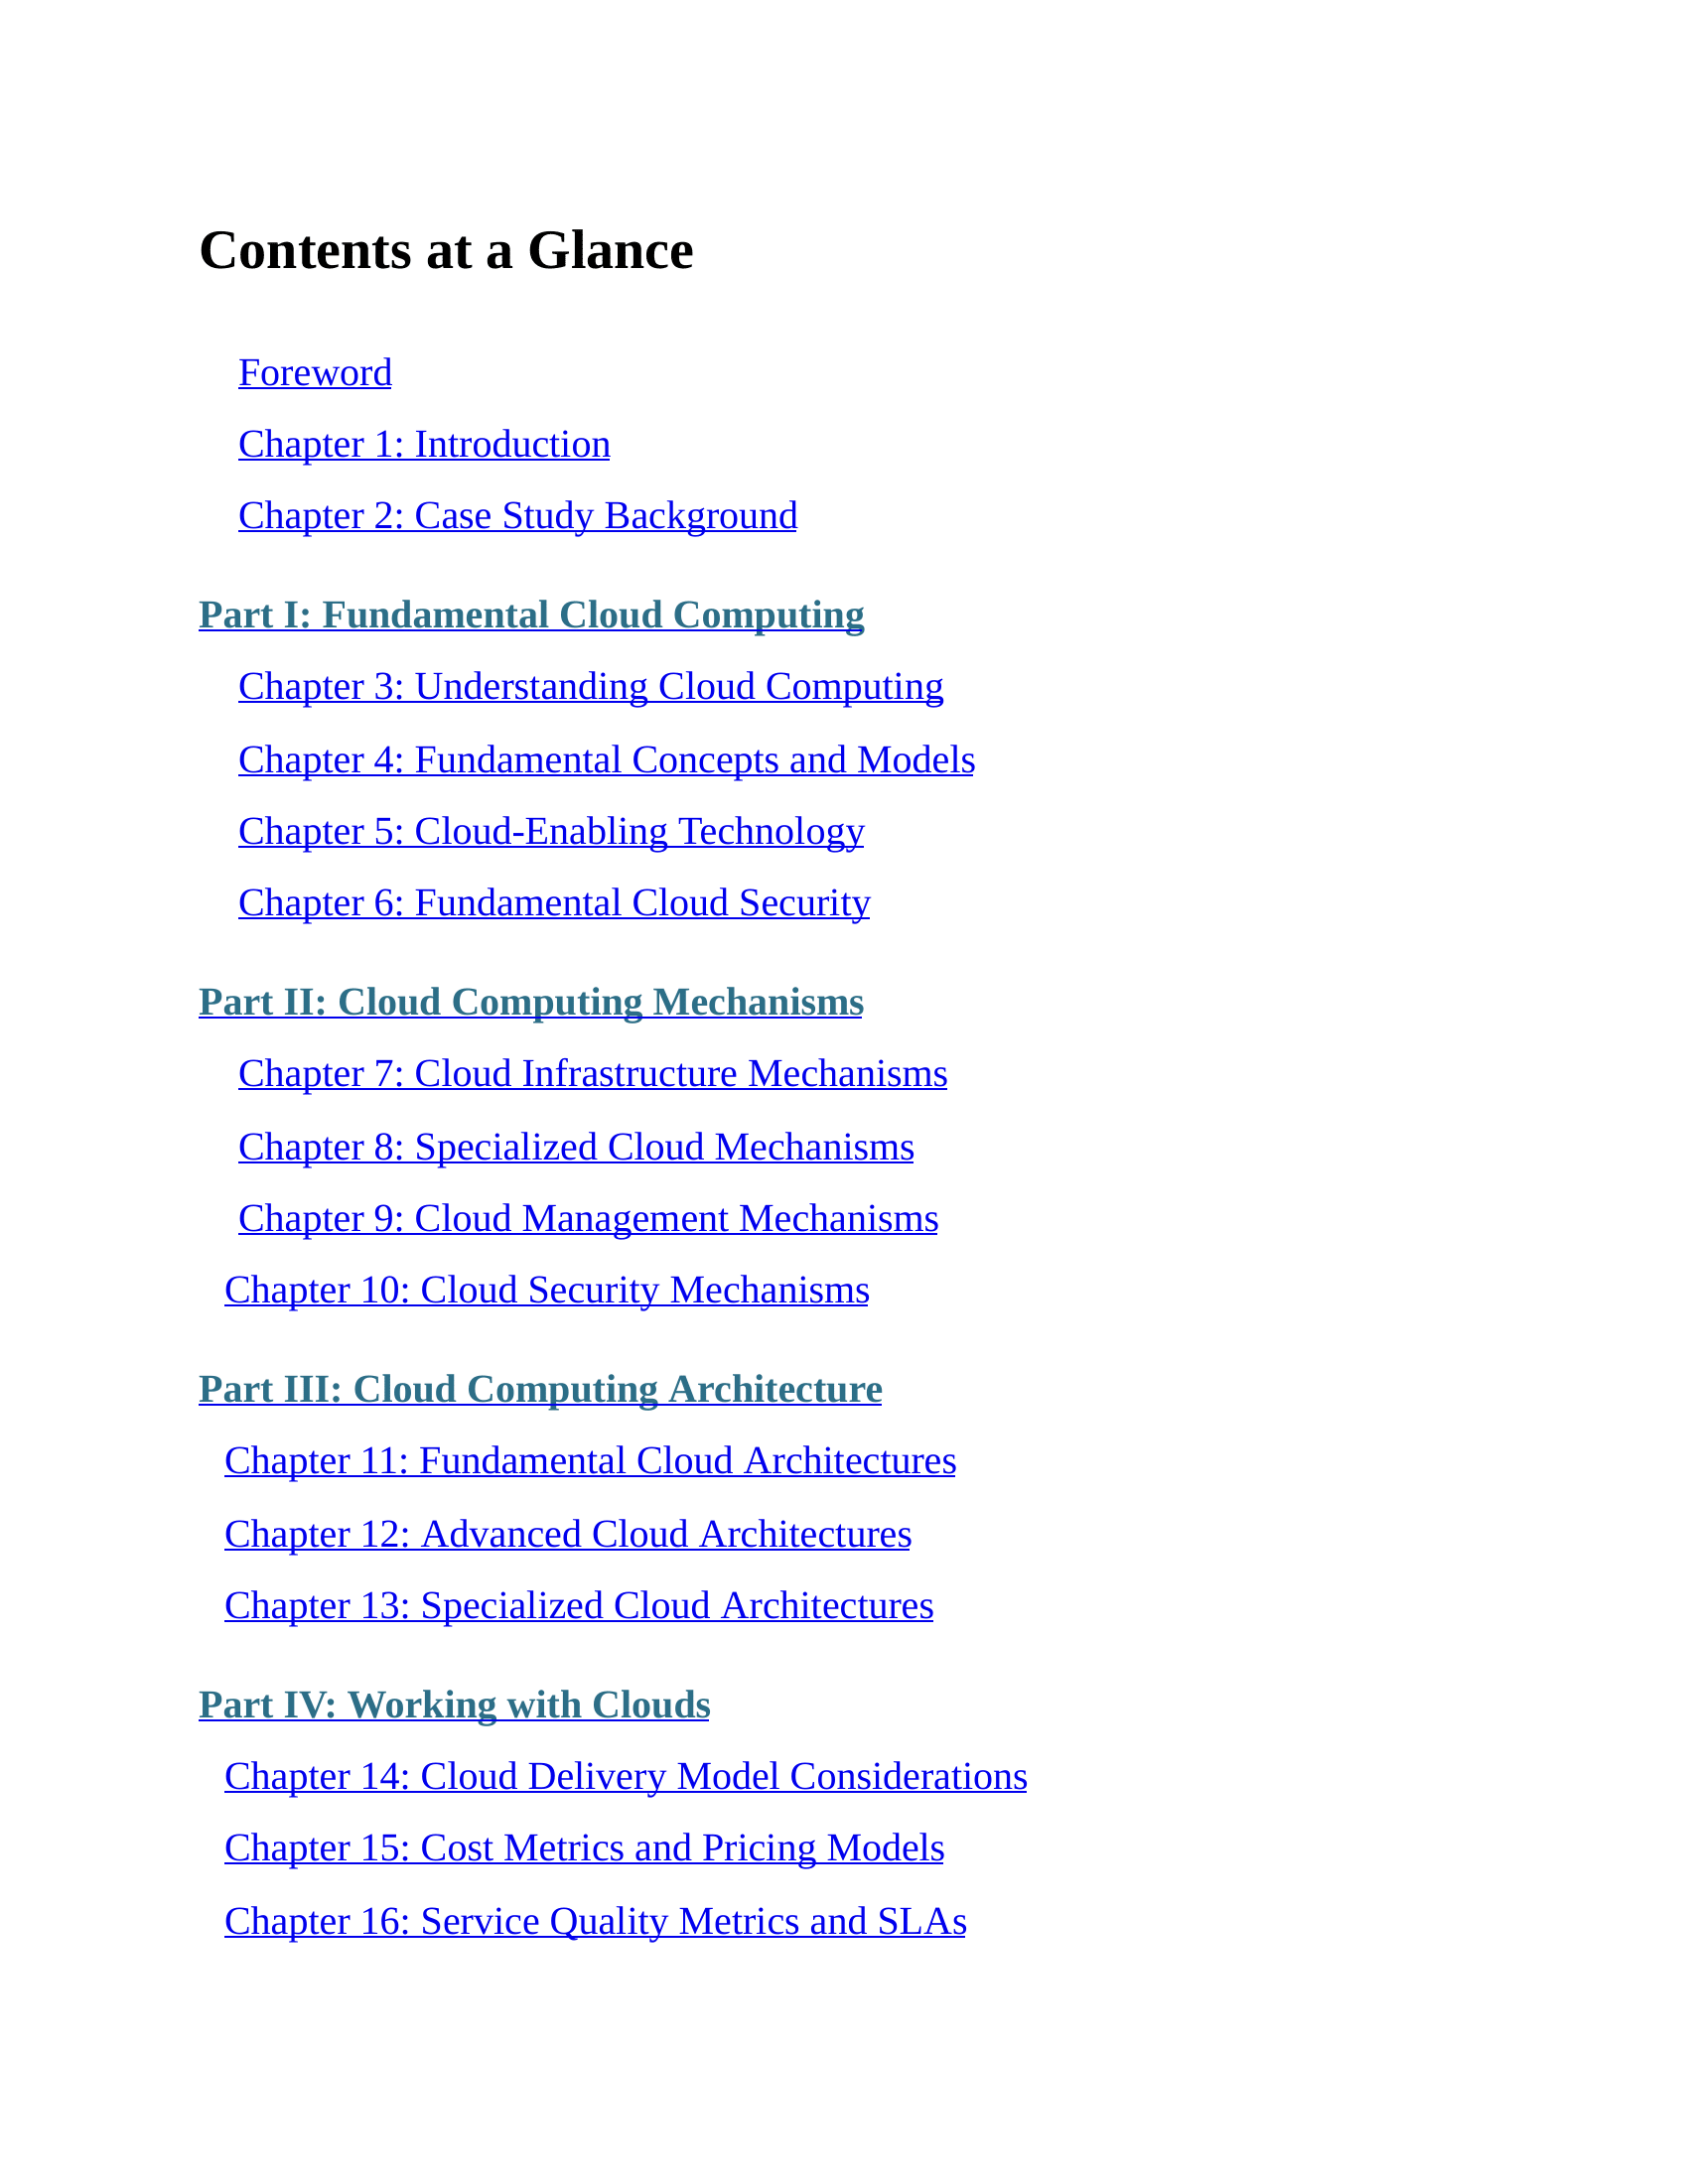 Contents at a Glance
Foreword
Chapter 1: Introduction
Chapter 2: Case Study Background
Part I: Fundamental Cloud Computing
Chapter 3: Understanding Cloud Computing
Chapter 4: Fundamental Concepts and Models
Chapter 5: Cloud-Enabling Technology
Chapter 6: Fundamental Cloud Security
Part II: Cloud Computing Mechanisms
Chapter 7: Cloud Infrastructure Mechanisms
Chapter 8: Specialized Cloud Mechanisms
Chapter 9: Cloud Management Mechanisms
Chapter 10: Cloud Security Mechanisms
Part III: Cloud Computing Architecture
Chapter 11: Fundamental Cloud Architectures
Chapter 12: Advanced Cloud Architectures
Chapter 13: Specialized Cloud Architectures
Part IV: Working with Clouds
Chapter 14: Cloud Delivery Model Considerations
Chapter 15: Cost Metrics and Pricing Models
Chapter 16: Service Quality Metrics and SLAs